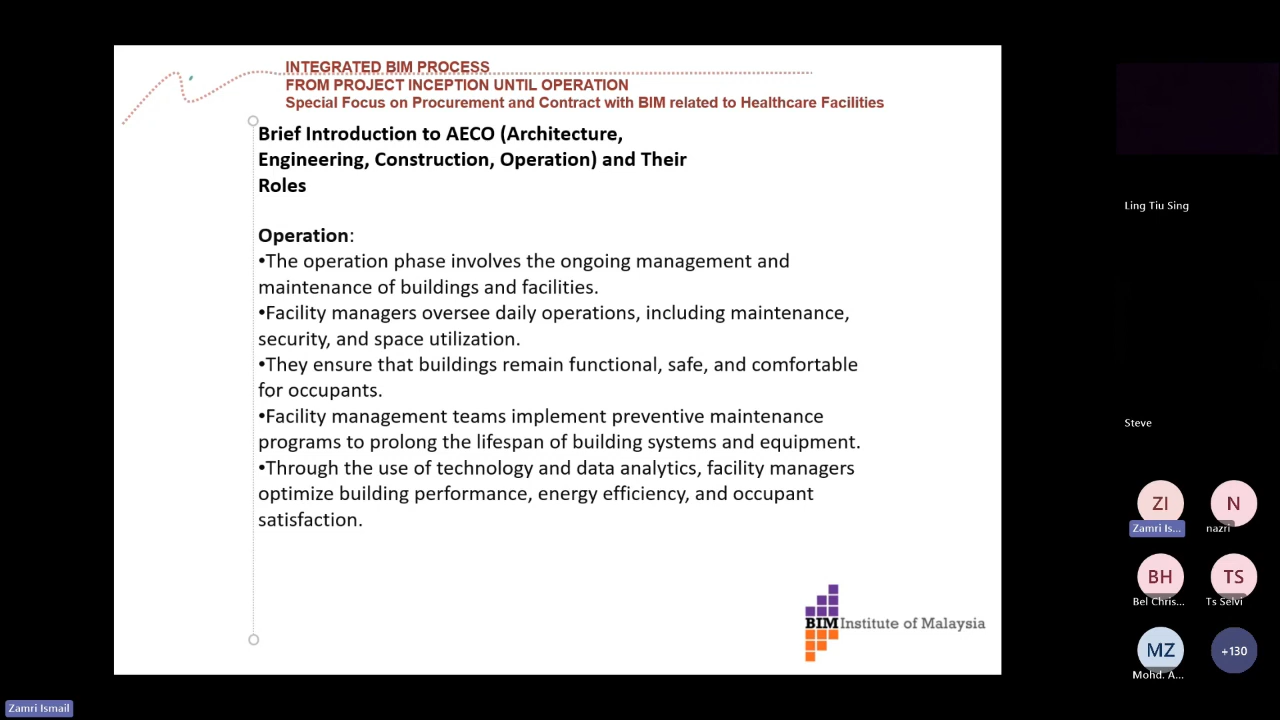 INTEGRATED BIM PROCESS
FROM PROJECT INCEPTION UNTIL OPERATION
Special Focus on Procurement and Contract with BIM related to Healthcare Facilities
Brief Introduction to AECO (Architecture,
Engineering, Construction, Operation) and Their
Roles
Operation:
•The operation phase involves the ongoing management and
maintenance of buildings and facilities.
•Facility managers oversee daily operations, including maintenance,
security, and space utilization.
•They ensure that buildings remain functional, safe, and comfortable
for occupants.
•Facility management teams implement preventive maintenance
programs to prolong the lifespan of building systems and equipment.
•Through the use of technology and data analytics, facility managers
optimize building performance, energy efficiency, and occupant
satisfaction.
BIM Institute of Malaysia
Ling Tiu Sing
Steve
ZI
N
Zamri Is...
nazri
BH
TS
Bel Chris...
Ts Selvi
MZ
+130
Mohd. A...
Zamri Ismail